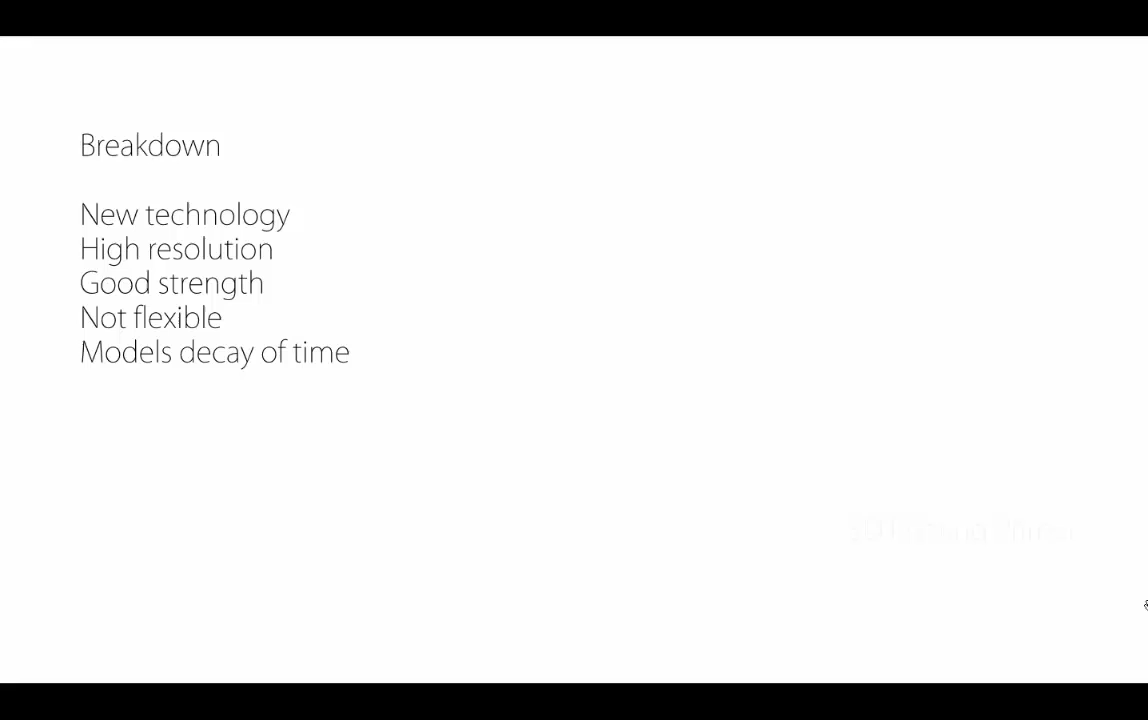 Breakdown
New technology
High resolution
Good strength
Not flexible
Models decay of time